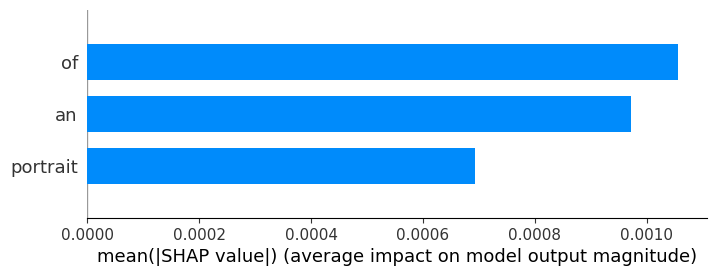 of
an
portrait
0.0000 0.0002 0.0004 0.0006 0.0008 0.0010
mean(|SHAP value|) (average impact on model output magnitude)